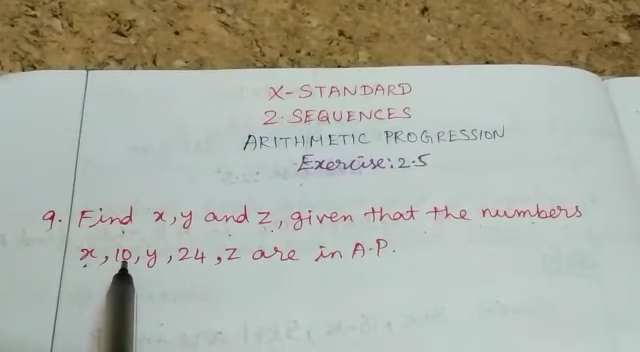 X-STANDARD
2. SEQUENCES
ARITHMETIC PROGRESSION
Exercise: 2.5
9. Find x, y and z, given that the numbers
x, 10, y, 24, z are in A.P.